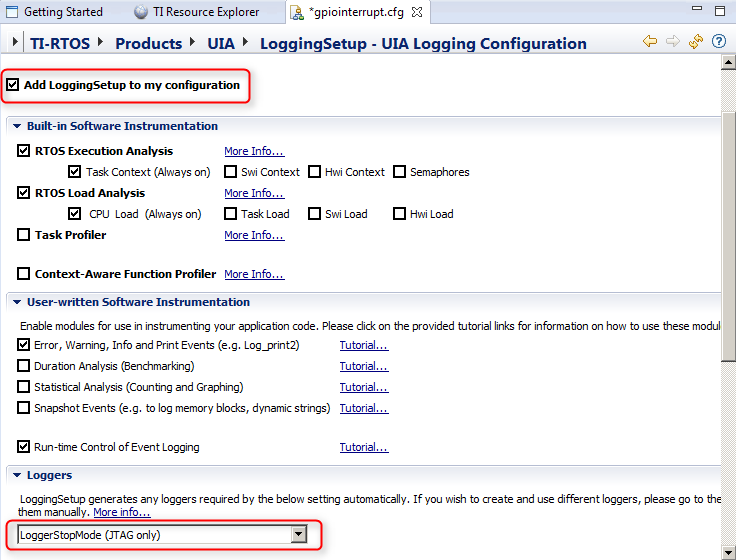 Getting Started
TI Resource Explorer
*gpiointerrupt.cfg
TI-RTOS
Products
UIA
LoggingSetup - UIA Logging Configuration
Add LoggingSetup to my configuration
Built-in Software Instrumentation
RTOS Execution Analysis More Info...
Task Context (Always on) Swi Context Hwi Context Semaphores
RTOS Load Analysis More Info...
CPU Load (Always on) Task Load Swi Load Hwi Load
Task Profiler More Info...
Context-Aware Function Profiler More Info...
User-written Software Instrumentation
Enable modules for use in instrumenting your application code. Please click on the provided tutorial links for information on how to use these modul
Error, Warning, Info and Print Events (e.g. Log_print2) Tutorial...
Duration Analysis (Benchmarking) Tutorial...
Statistical Analysis (Counting and Graphing) Tutorial...
Snapshot Events (e.g. to log memory blocks, dynamic strings) Tutorial...
Run-time Control of Event Logging Tutorial...
Loggers
LoggingSetup generates any loggers required by the below setting automatically. If you wish to create and use different loggers, please go to the
them manually. More info...
LoggerStopMode (JTAG only)